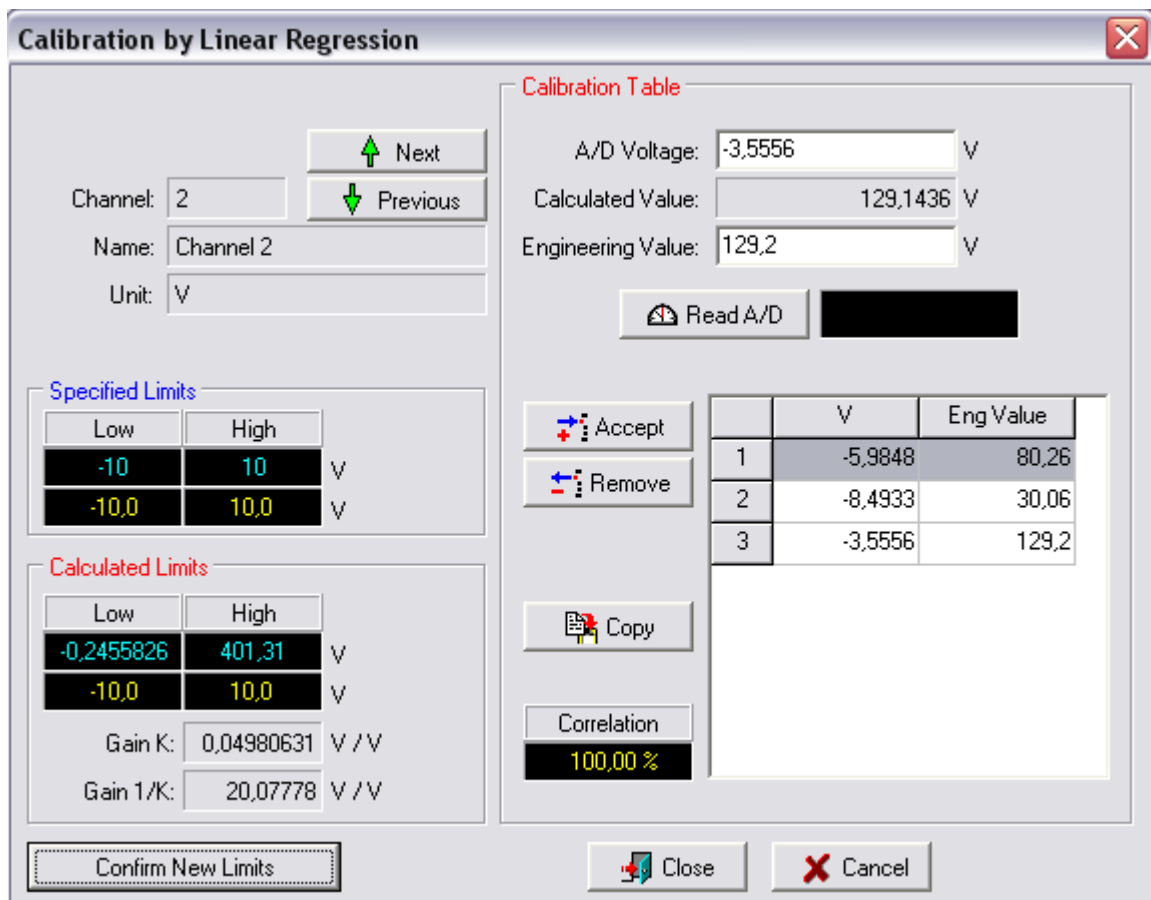 Calibration by Linear Regression
Next
Previous
Channel: 2
Name: Channel 2
Unit: V
Specified Limits
Low High
-10 10 V
-10,0 10,0 V
Calculated Limits
Low High
-0,2455826 401,31 V
-10,0 10,0 V
Gain K: 0,04980631 V / V
Gain 1/K: 20,07778 V / V
Confirm New Limits
Calibration Table
A/D Voltage: -3,5556 V
Calculated Value: 129,1436 V
Engineering Value: 129,2 V
Read A/D
Accept
Remove
Copy
Correlation
100,00 %
V Eng Value
1 -5,9848 80,26
2 -8,4933 30,06
3 -3,5556 129,2
Close
Cancel